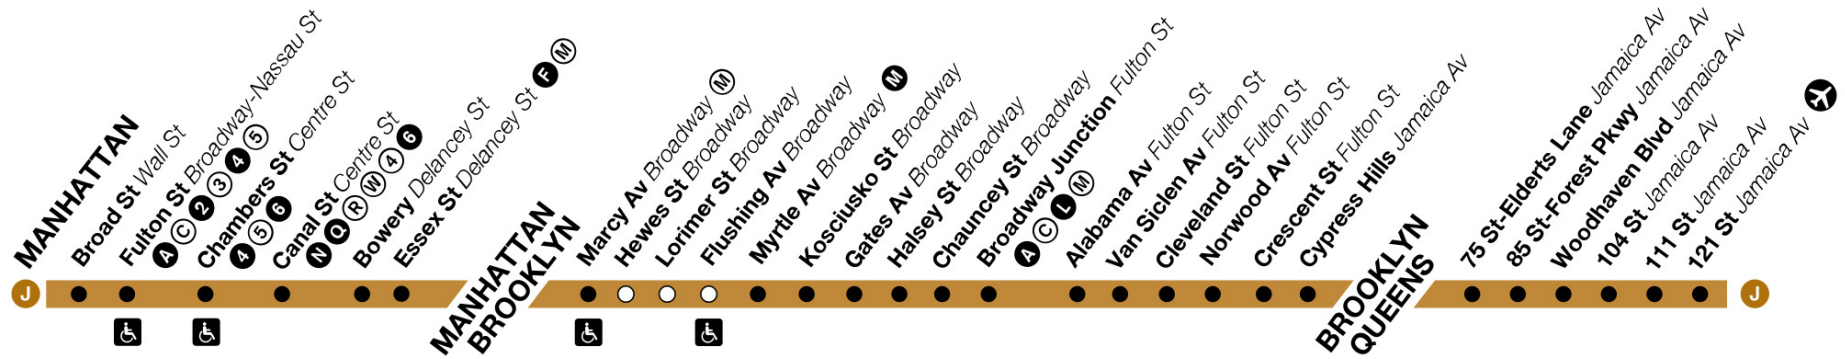 J
MANHATTAN
Broad St Wall St
Fulton St Broadway-Nassau St
A C 2 3 4 5
Chambers St Centre St
4 5 6
Canal St Centre St
N Q R W 4 6
Bowery Delancey St
Essex St Delancey St F M
MANHATTAN
BROOKLYN
Marcy Av Broadway M
Hewes St Broadway
Lorimer St Broadway
Flushing Av Broadway
Myrtle Av Broadway M
Kosciusko St Broadway
Gates Av Broadway
Halsey St Broadway
Chauncey St Broadway
Broadway Junction Fulton St
A C L M
Alabama Av Fulton St
Van Siclen Av Fulton St
Cleveland St Fulton St
Norwood Av Fulton St
Crescent St Fulton St
Cypress Hills Jamaica Av
BROOKLYN
QUEENS
75 St-Elderts Lane Jamaica Av
85 St-Forest Pkwy Jamaica Av
Woodhaven Blvd Jamaica Av
104 St Jamaica Av
111 St Jamaica Av
121 St Jamaica Av
J